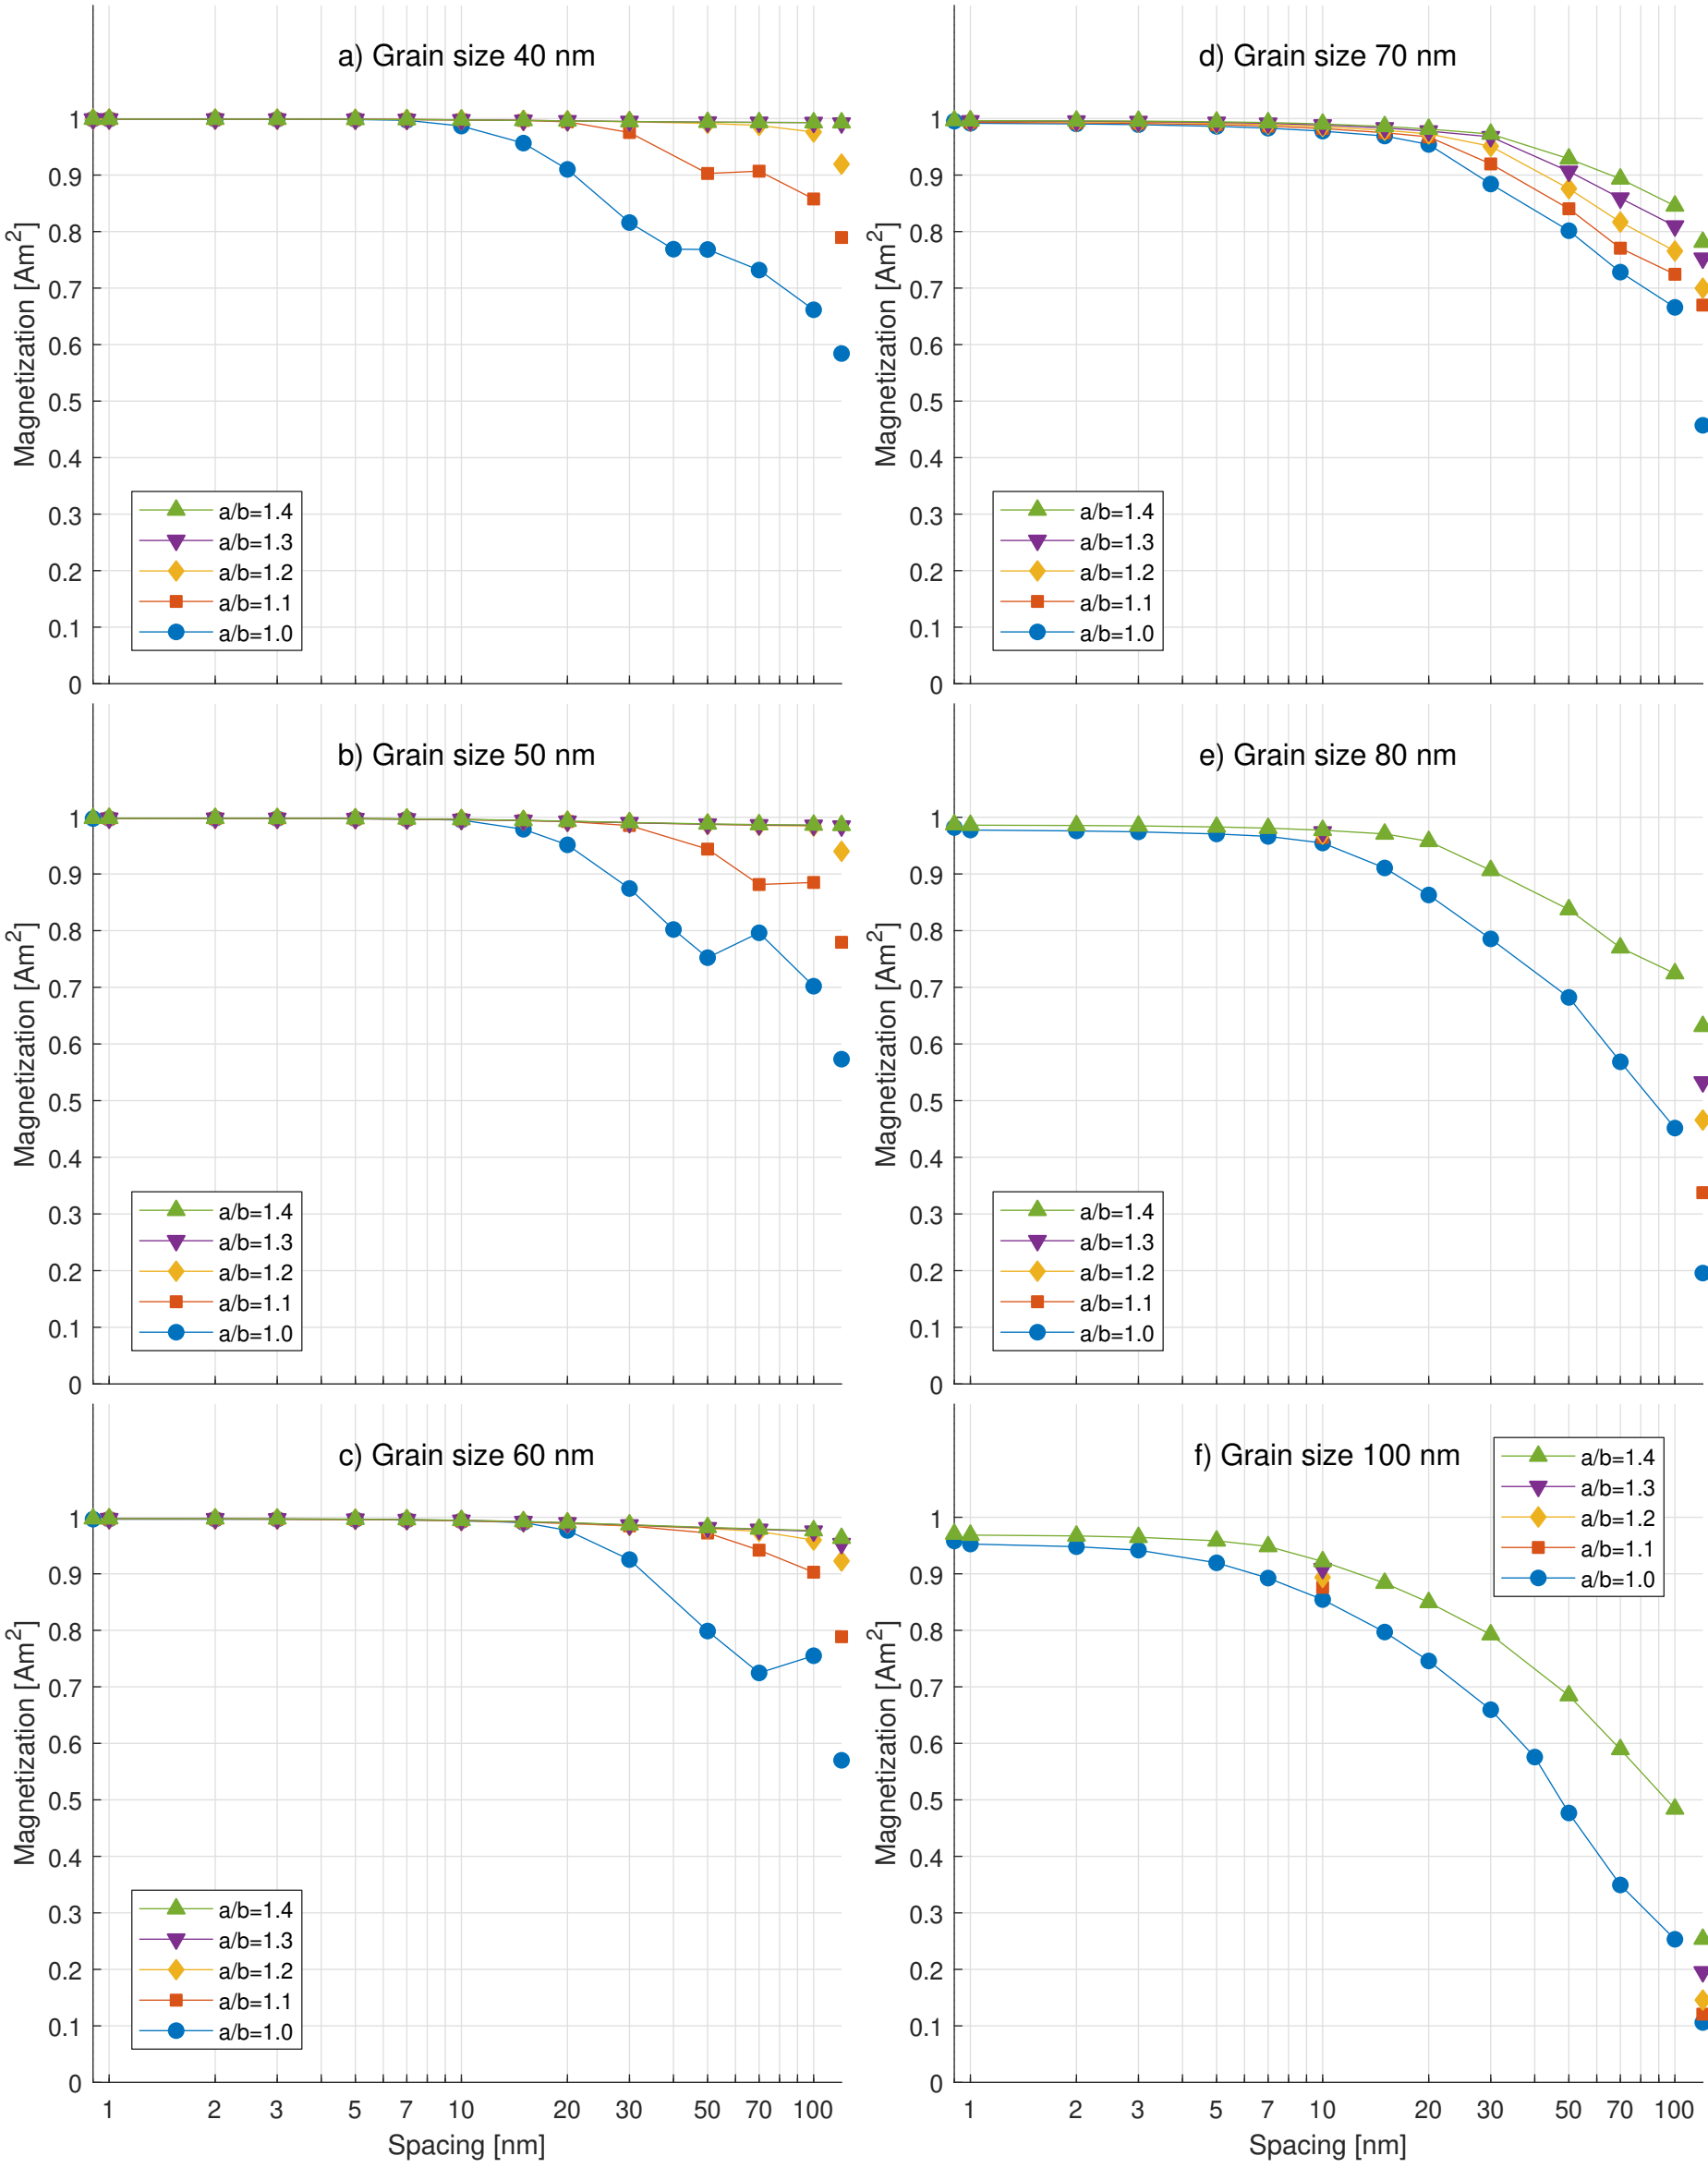 a) Grain size 40 nm
Magnetization [Am²]
1
0.9
0.8
0.7
0.6
0.5
0.4
0.3
0.2
0.1
0
a/b=1.4
a/b=1.3
a/b=1.2
a/b=1.1
a/b=1.0
b) Grain size 50 nm
Magnetization [Am²]
1
0.9
0.8
0.7
0.6
0.5
0.4
0.3
0.2
0.1
0
a/b=1.4
a/b=1.3
a/b=1.2
a/b=1.1
a/b=1.0
c) Grain size 60 nm
Magnetization [Am²]
1
0.9
0.8
0.7
0.6
0.5
0.4
0.3
0.2
0.1
0
a/b=1.4
a/b=1.3
a/b=1.2
a/b=1.1
a/b=1.0
1 2 3 5 7 10 20 30 50 70 100
Spacing [nm]
d) Grain size 70 nm
Magnetization [Am²]
1
0.9
0.8
0.7
0.6
0.5
0.4
0.3
0.2
0.1
0
a/b=1.4
a/b=1.3
a/b=1.2
a/b=1.1
a/b=1.0
e) Grain size 80 nm
Magnetization [Am²]
1
0.9
0.8
0.7
0.6
0.5
0.4
0.3
0.2
0.1
0
a/b=1.4
a/b=1.3
a/b=1.2
a/b=1.1
a/b=1.0
f) Grain size 100 nm
Magnetization [Am²]
1
0.9
0.8
0.7
0.6
0.5
0.4
0.3
0.2
0.1
0
a/b=1.4
a/b=1.3
a/b=1.2
a/b=1.1
a/b=1.0
1 2 3 5 7 10 20 30 50 70 100
Spacing [nm]